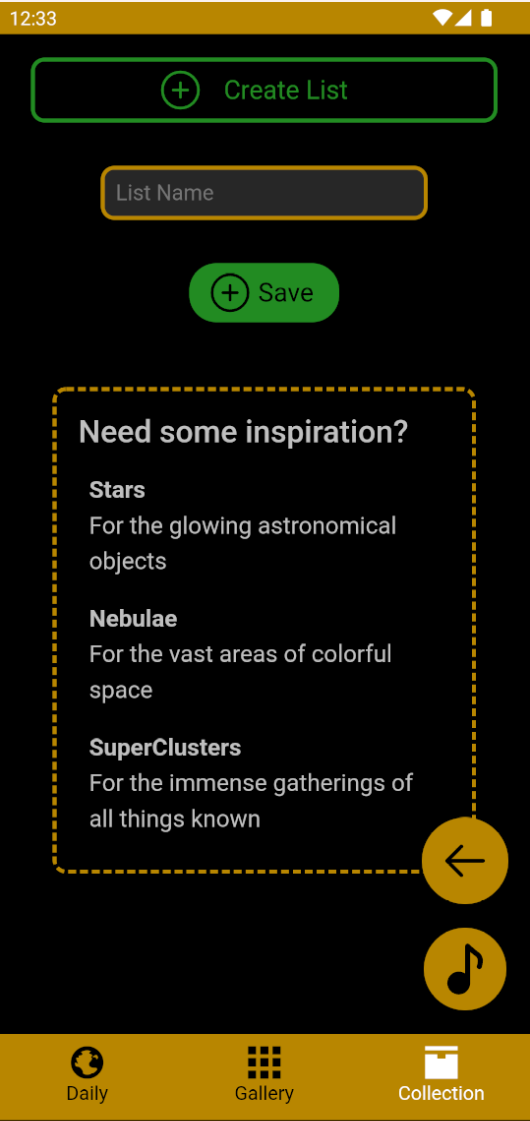 12:33
Create List
List Name
Save
Need some inspiration?
Stars
For the glowing astronomical
objects
Nebulae
For the vast areas of colorful
space
SuperClusters
For the immense gatherings of
all things known
Daily
Gallery
Collection